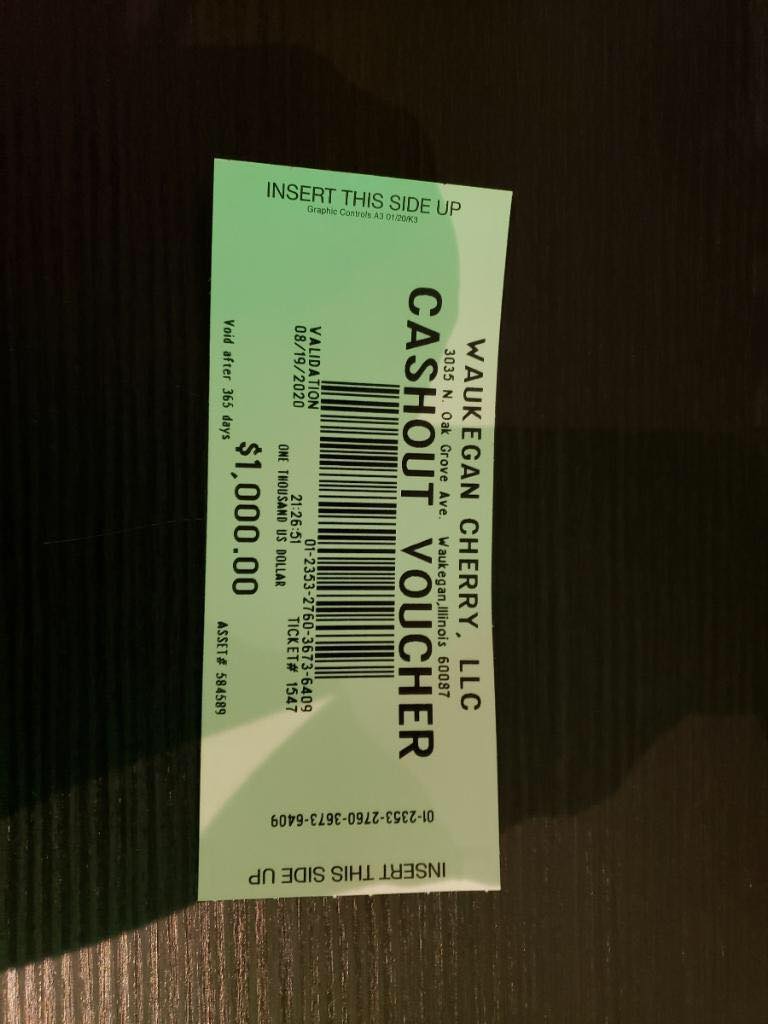 INSERT THIS SIDE UP
Graphic Controls A3 01/20/K3
WAUKEGAN CHERRY, LLC
3035 N. Oak Grove Ave. Waukegan,Illinois 60087
CASHOUT VOUCHER
01-2353-2760-3673-6409
VALIDATION 01-2353-2760-3673-6409
08/19/2020 21:26:51 TICKET# 1547
ONE THOUSAND US DOLLAR
$1,000.00
Void after 365 days ASSET# 584589
INSERT THIS SIDE UP